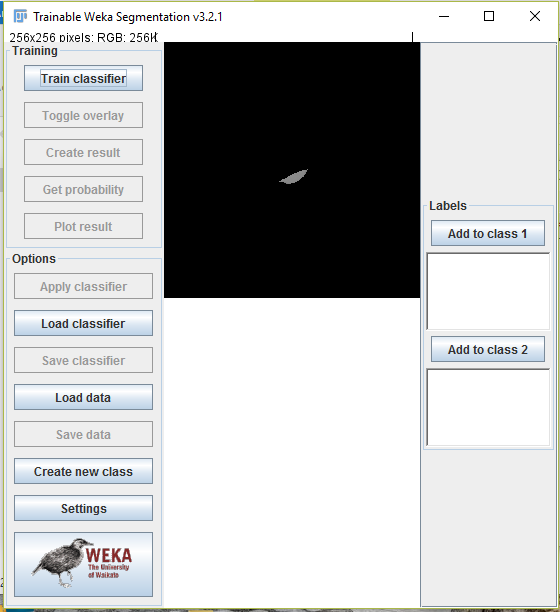 Trainable Weka Segmentation v3.2.1
256x256 pixels; RGB; 256K
Training
Train classifier
Toggle overlay
Create result
Get probability
Plot result
Options
Apply classifier
Load classifier
Save classifier
Load data
Save data
Create new class
Settings
WEKA
The University
of Waikato
Labels
Add to class 1
Add to class 2